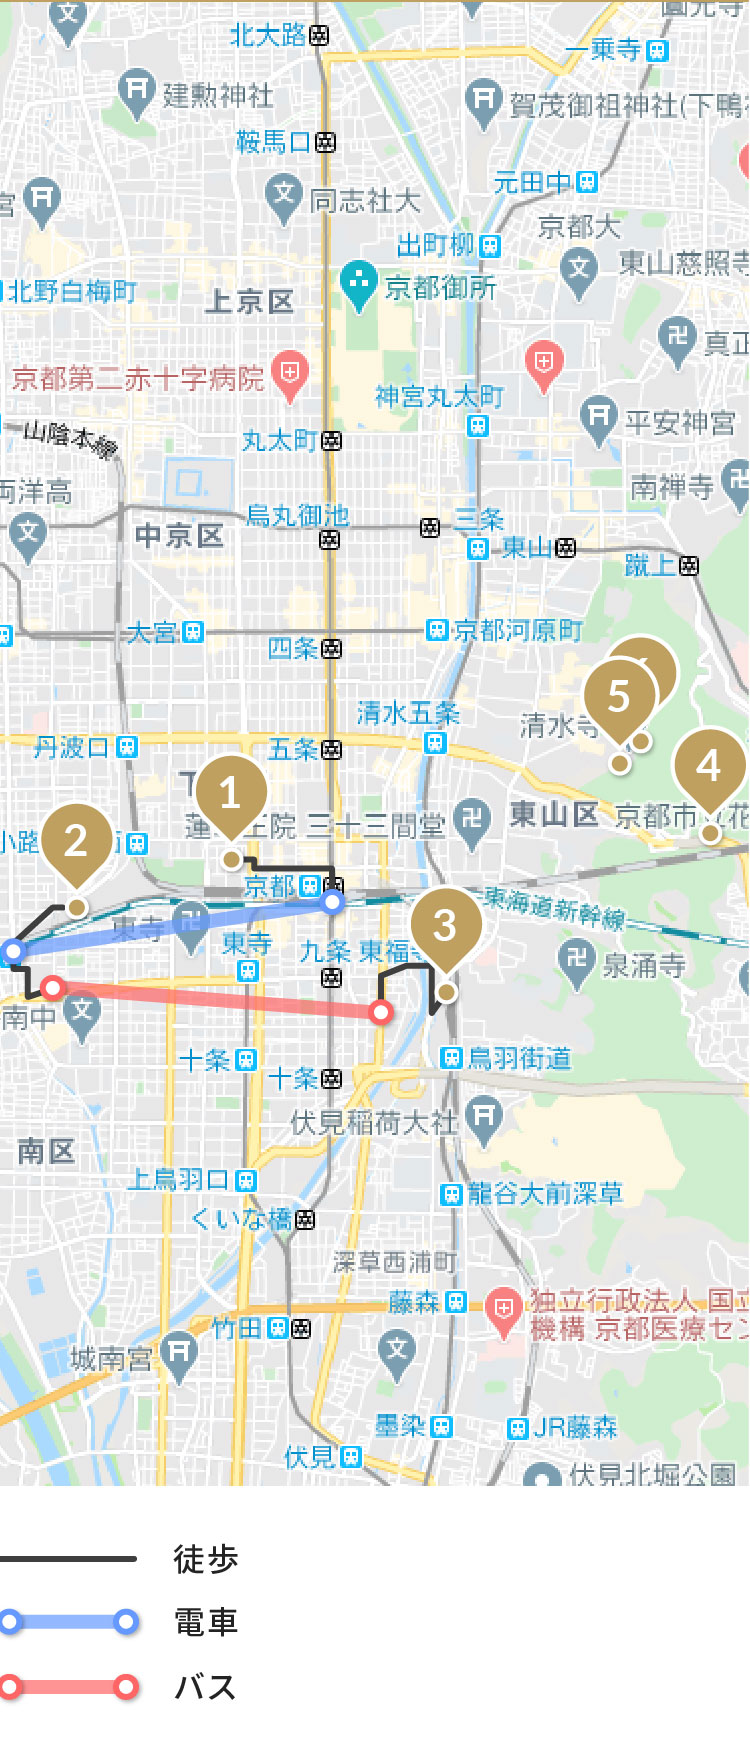 圓光寺
北大路
一乗寺
建勲神社
賀茂御祖神社(下鴨神
鞍馬口
元田中
宮
同志社大
京都大
出町柳
東山慈照寺
北野白梅町
上京区
京都御所
真正
京都第二赤十字病院
神宮丸太町
平安神宮
山陰本線
丸太町
両洋高
南禅寺
烏丸御池
三条
中京区
東山
蹴上
大宮
京都河原町
四条
5
清水五条
清水寺
丹波口
五条
4
1
下
東山区
京都市立花
蓮
王院 三十三間堂
小路
2
西
京都
東海道新幹線
3
東寺
東寺
九条
東福寺
泉涌寺
南中
十条
鳥羽街道
十条
伏見稲荷大社
南区
上鳥羽口
龍谷大前深草
くいな橋
深草西浦町
藤森
独立行政法人 国立
機構 京都医療セン
竹田
城南宮
墨染
JR藤森
伏見
伏見北堀公園
徒歩
電車
バス